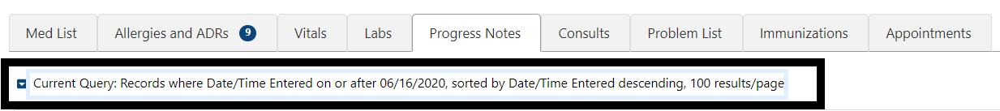 Med List Allergies and ADRs 9 Vitals Labs Progress Notes Consults Problem List Immunizations Appointments
Current Query: Records where Date/Time Entered on or after 06/16/2020, sorted by Date/Time Entered descending, 100 results/page